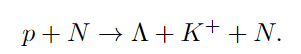 p + N → Λ + K⁺ + N.